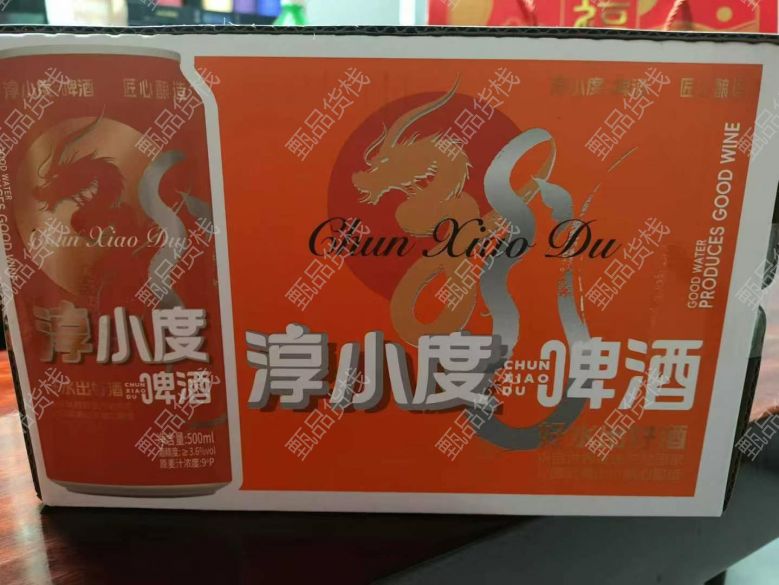 淳小度 啤酒 匠心酿造
Chun Xiao Du
淳小度
啤酒
CHUN
XIAO
DU
净含量:500ml
酒精度:≥3.6%vol
原麦汁浓度:9°P
淳小度 啤酒 匠心酿造
Chun Xiao Du
淳小度
CHUN
XIAO
DU
啤酒
好水出好酒
GOOD WATER
PRODUCES GOOD WINE
福
甄品货栈